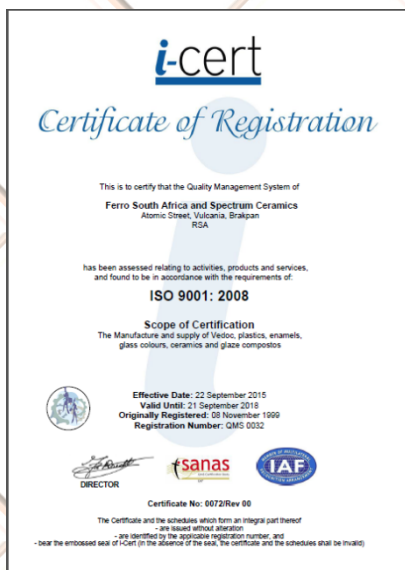 i-cert
Certificate of Registration
This is to certify that the Quality Management System of
Ferro South Africa and Spectrum Ceramics
Atomic Street, Vulcania, Brakpan
RSA
has been assessed relating to activities, products and services,
and found to be in accordance with the requirements of:
ISO 9001: 2008
Scope of Certification
The Manufacture and supply of Vedoc, plastics, enamels,
glass colours, ceramics and glaze compostos
Effective Date: 22 September 2015
Valid Until: 21 September 2018
Originally Registered: 08 November 1999
Registration Number: QMS 0032
sanas
IAF
DIRECTOR
Certificate No: 0072/Rev 00
The Certificate and the schedules which form an integral part thereof
- are issued without alteration
- are identified by the applicable registration number, and
- bear the embossed seal of i-Cert (in the absence of the seal, the certificate and the schedules shall be invalid)